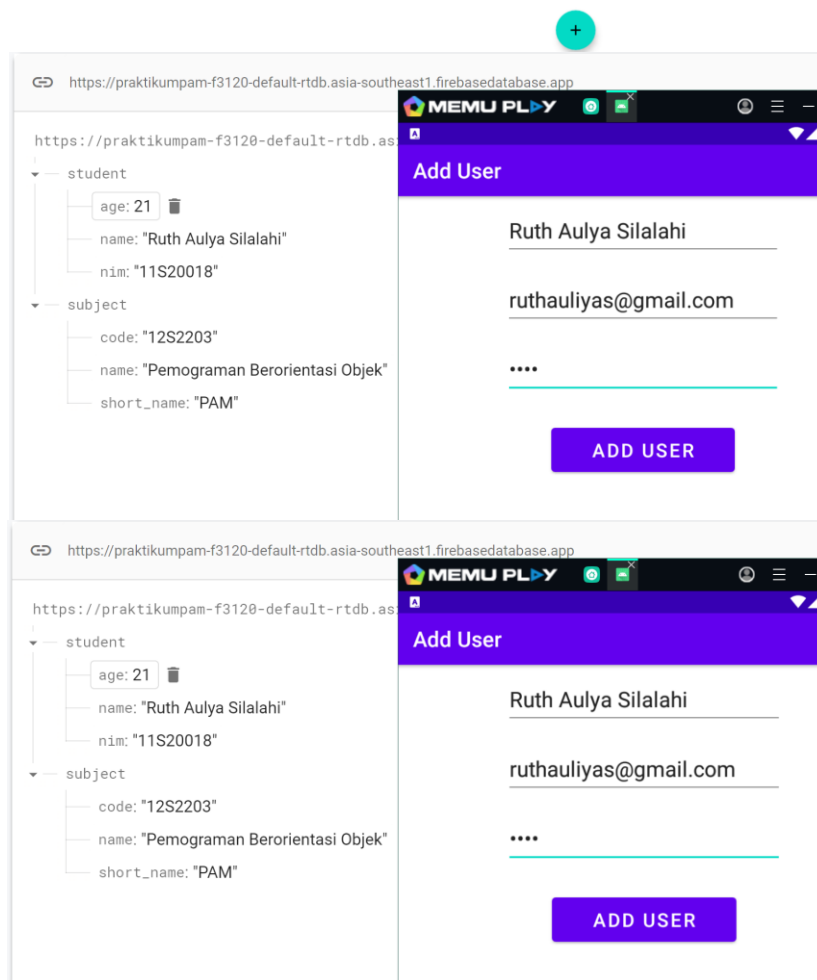 +
https://praktikumpam-f3120-default-rtdb.asia-southeast1.firebasedatabase.app
MEMU PLAY
A
Add User
https://praktikumpam-f3120-default-rtdb.as
student
age: 21
name: "Ruth Aulya Silalahi"
nim: "11S20018"
subject
code: "12S2203"
name: "Pemograman Berorientasi Objek"
short_name: "PAM"
Ruth Aulya Silalahi
ruthauliyas@gmail.com
••••
ADD USER
https://praktikumpam-f3120-default-rtdb.asia-southeast1.firebasedatabase.app
MEMU PLAY
A
Add User
https://praktikumpam-f3120-default-rtdb.as
student
age: 21
name: "Ruth Aulya Silalahi"
nim: "11S20018"
subject
code: "12S2203"
name: "Pemograman Berorientasi Objek"
short_name: "PAM"
Ruth Aulya Silalahi
ruthauliyas@gmail.com
••••
ADD USER